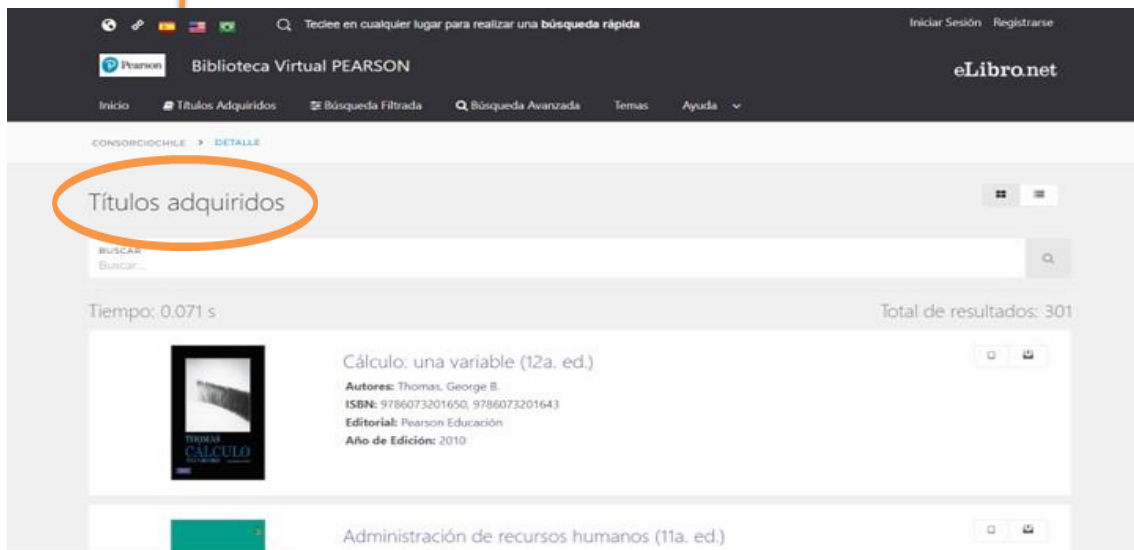 Teclee en cualquier lugar para realizar una búsqueda rápida
Iniciar Sesión Registrarse
Pearson Biblioteca Virtual PEARSON
eLibro.net
Inicio Títulos Adquiridos Búsqueda Filtrada Búsqueda Avanzada Temas Ayuda
CONSORCIOCHILE > DETALLE
Títulos adquiridos
BUSCAR
Buscar...
Tiempo: 0.071 s
Total de resultados: 301
THOMAS
CÁLCULO
Cálculo: una variable (12a. ed.)
Autores: Thomas, George B.
ISBN: 9786073201650, 9786073201643
Editorial: Pearson Educación
Año de Edición: 2010
Administración de recursos humanos (11a. ed.)